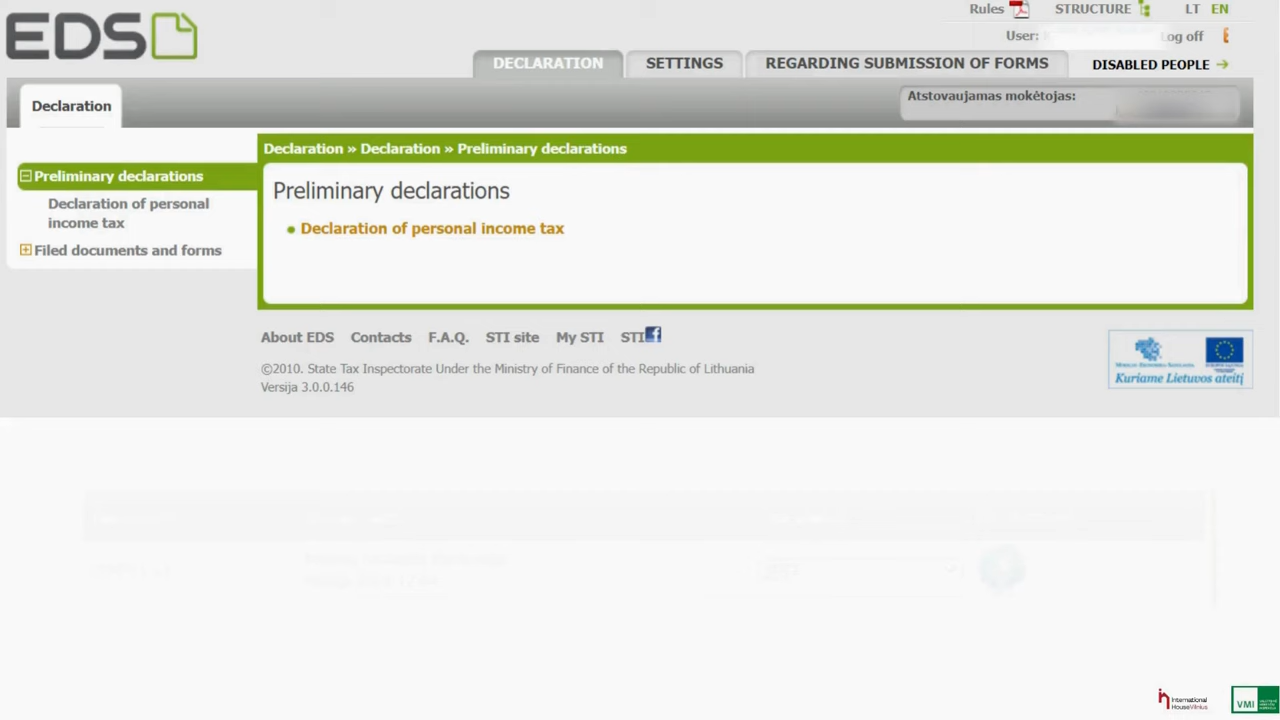 EDS
Rules
STRUCTURE
LT EN
User:
Log off
DECLARATION
SETTINGS
REGARDING SUBMISSION OF FORMS
DISABLED PEOPLE
Declaration
Atstovaujamas mokėtojas:
Declaration » Declaration » Preliminary declarations
Preliminary declarations
Declaration of personal
income tax
Filed documents and forms
Preliminary declarations
Declaration of personal income tax
About EDS
Contacts
F.A.Q.
STI site
My STI
STI
©2010. State Tax Inspectorate Under the Ministry of Finance of the Republic of Lithuania
Versija 3.0.0.146
Kuriame Lietuvos ateitį
International
House Vilnius
VMI